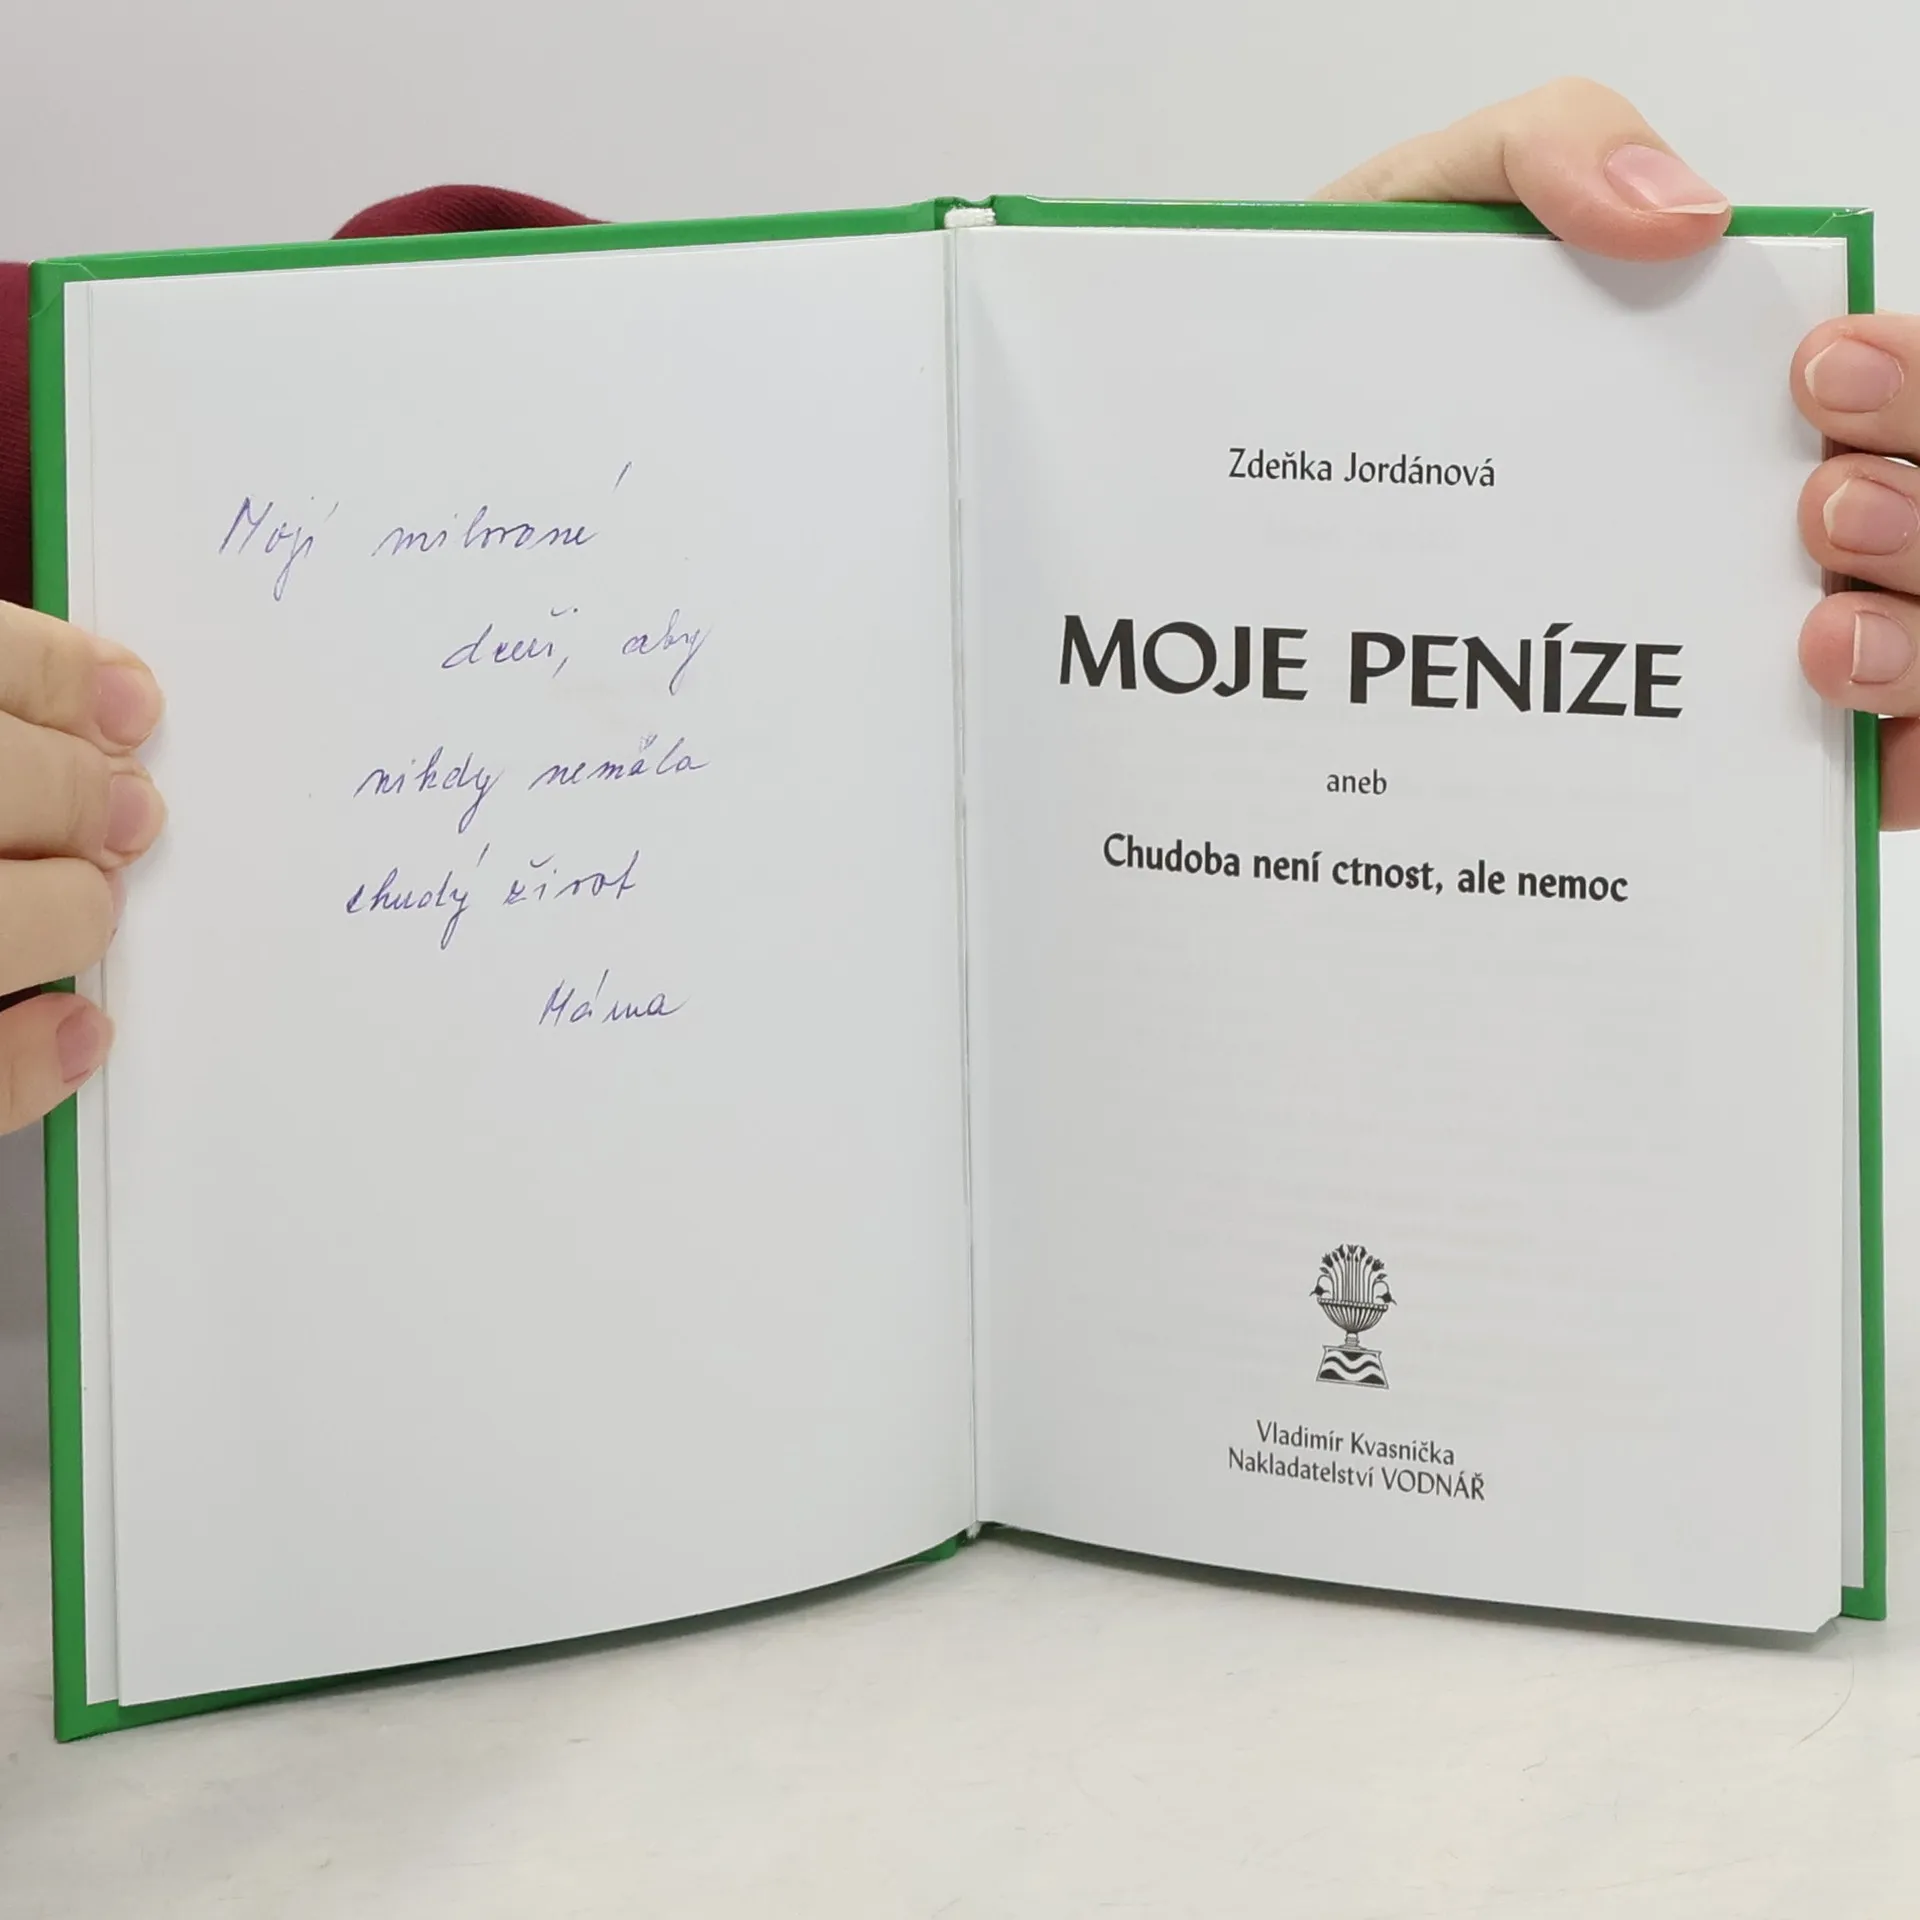 Mojí milované
dceři, aby
nikdy neměla
chudý život
Máma
Zdeňka Jordánová
MOJE PENÍZE
aneb
Chudoba není ctnost, ale nemoc
Vladimír Kvasnička
Nakladatelství VODNÁŘ